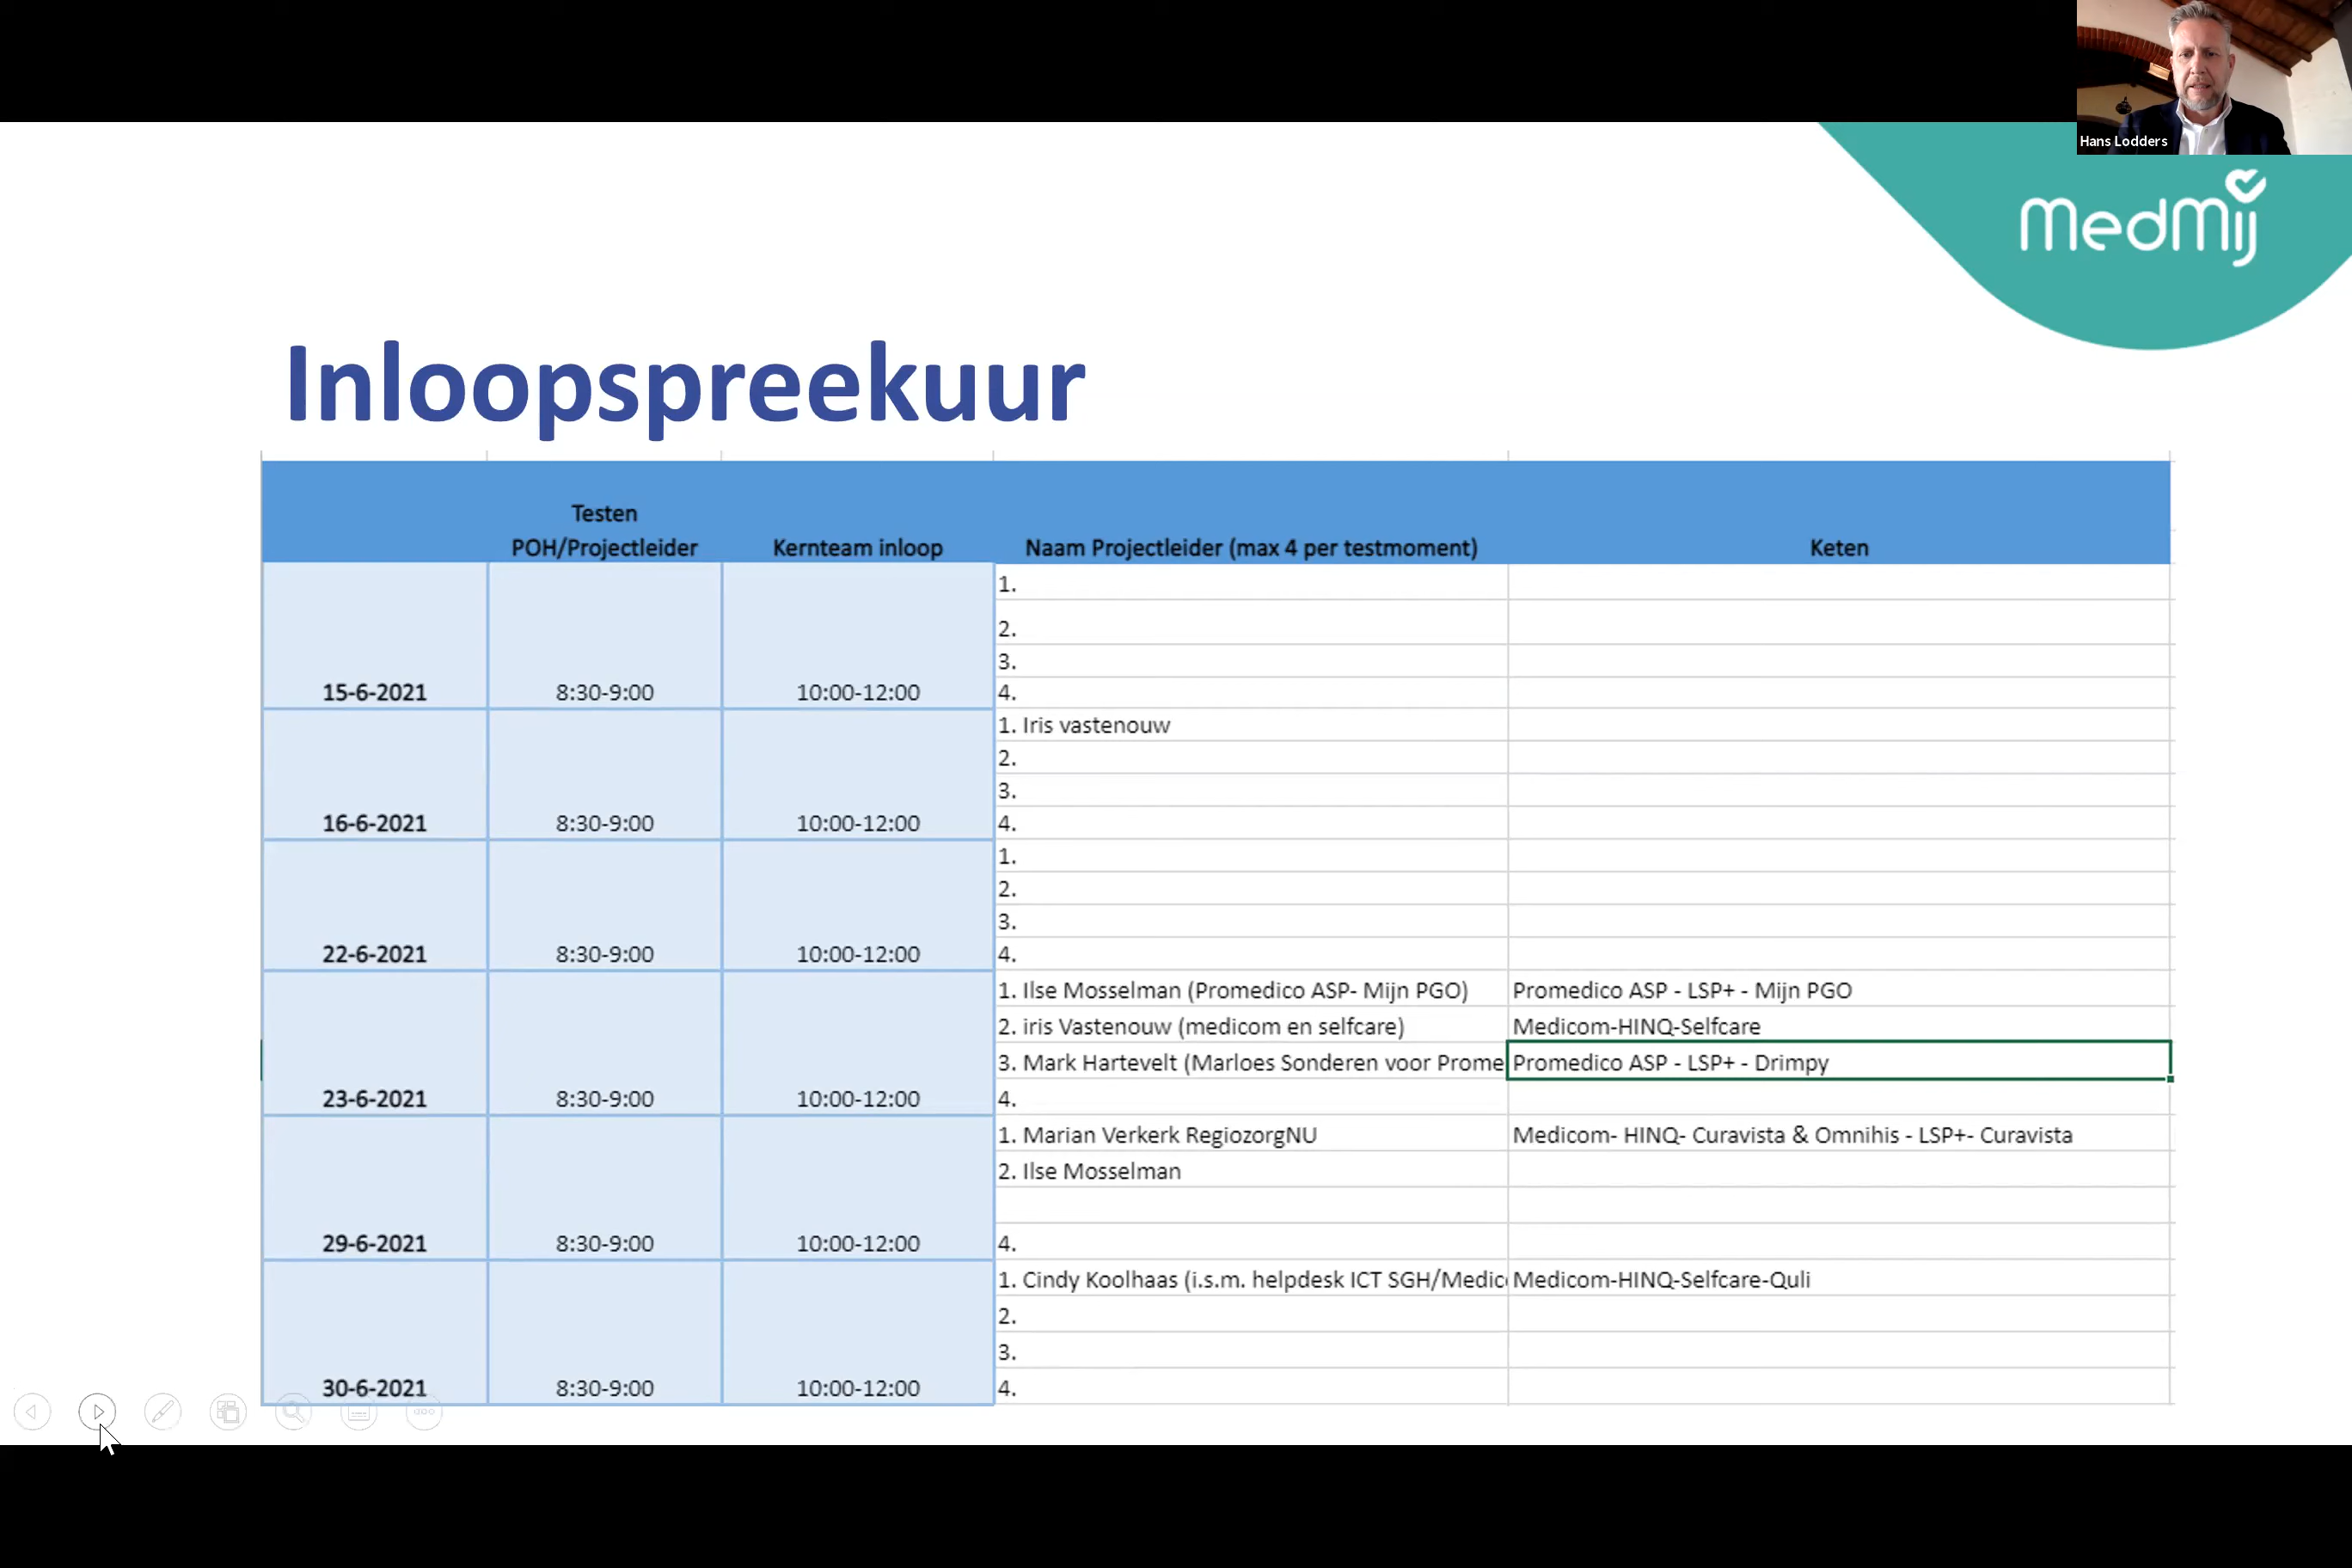 Hans Lodders
MedMij
Inloopspreekuur
Testen
POH/Projectleider Kernteam inloop Naam Projectleider (max 4 per testmoment) Keten
1.
2.
3.
15-6-2021 8:30-9:00 10:00-12:00 4.
1. Iris vastenouw
2.
3.
16-6-2021 8:30-9:00 10:00-12:00 4.
1.
2.
3.
22-6-2021 8:30-9:00 10:00-12:00 4.
1. Ilse Mosselman (Promedico ASP- Mijn PGO) Promedico ASP - LSP+ - Mijn PGO
2. iris Vastenouw (medicom en selfcare) Medicom-HINQ-Selfcare
3. Mark Hartevelt (Marloes Sonderen voor Prome Promedico ASP - LSP+ - Drimpy
23-6-2021 8:30-9:00 10:00-12:00 4.
1. Marian Verkerk RegiozorgNU Medicom- HINQ- Curavista & Omnihis - LSP+- Curavista
2. Ilse Mosselman
29-6-2021 8:30-9:00 10:00-12:00 4.
1. Cindy Koolhaas (i.s.m. helpdesk ICT SGH/Medic Medicom-HINQ-Selfcare-Quli
2.
3.
30-6-2021 8:30-9:00 10:00-12:00 4.